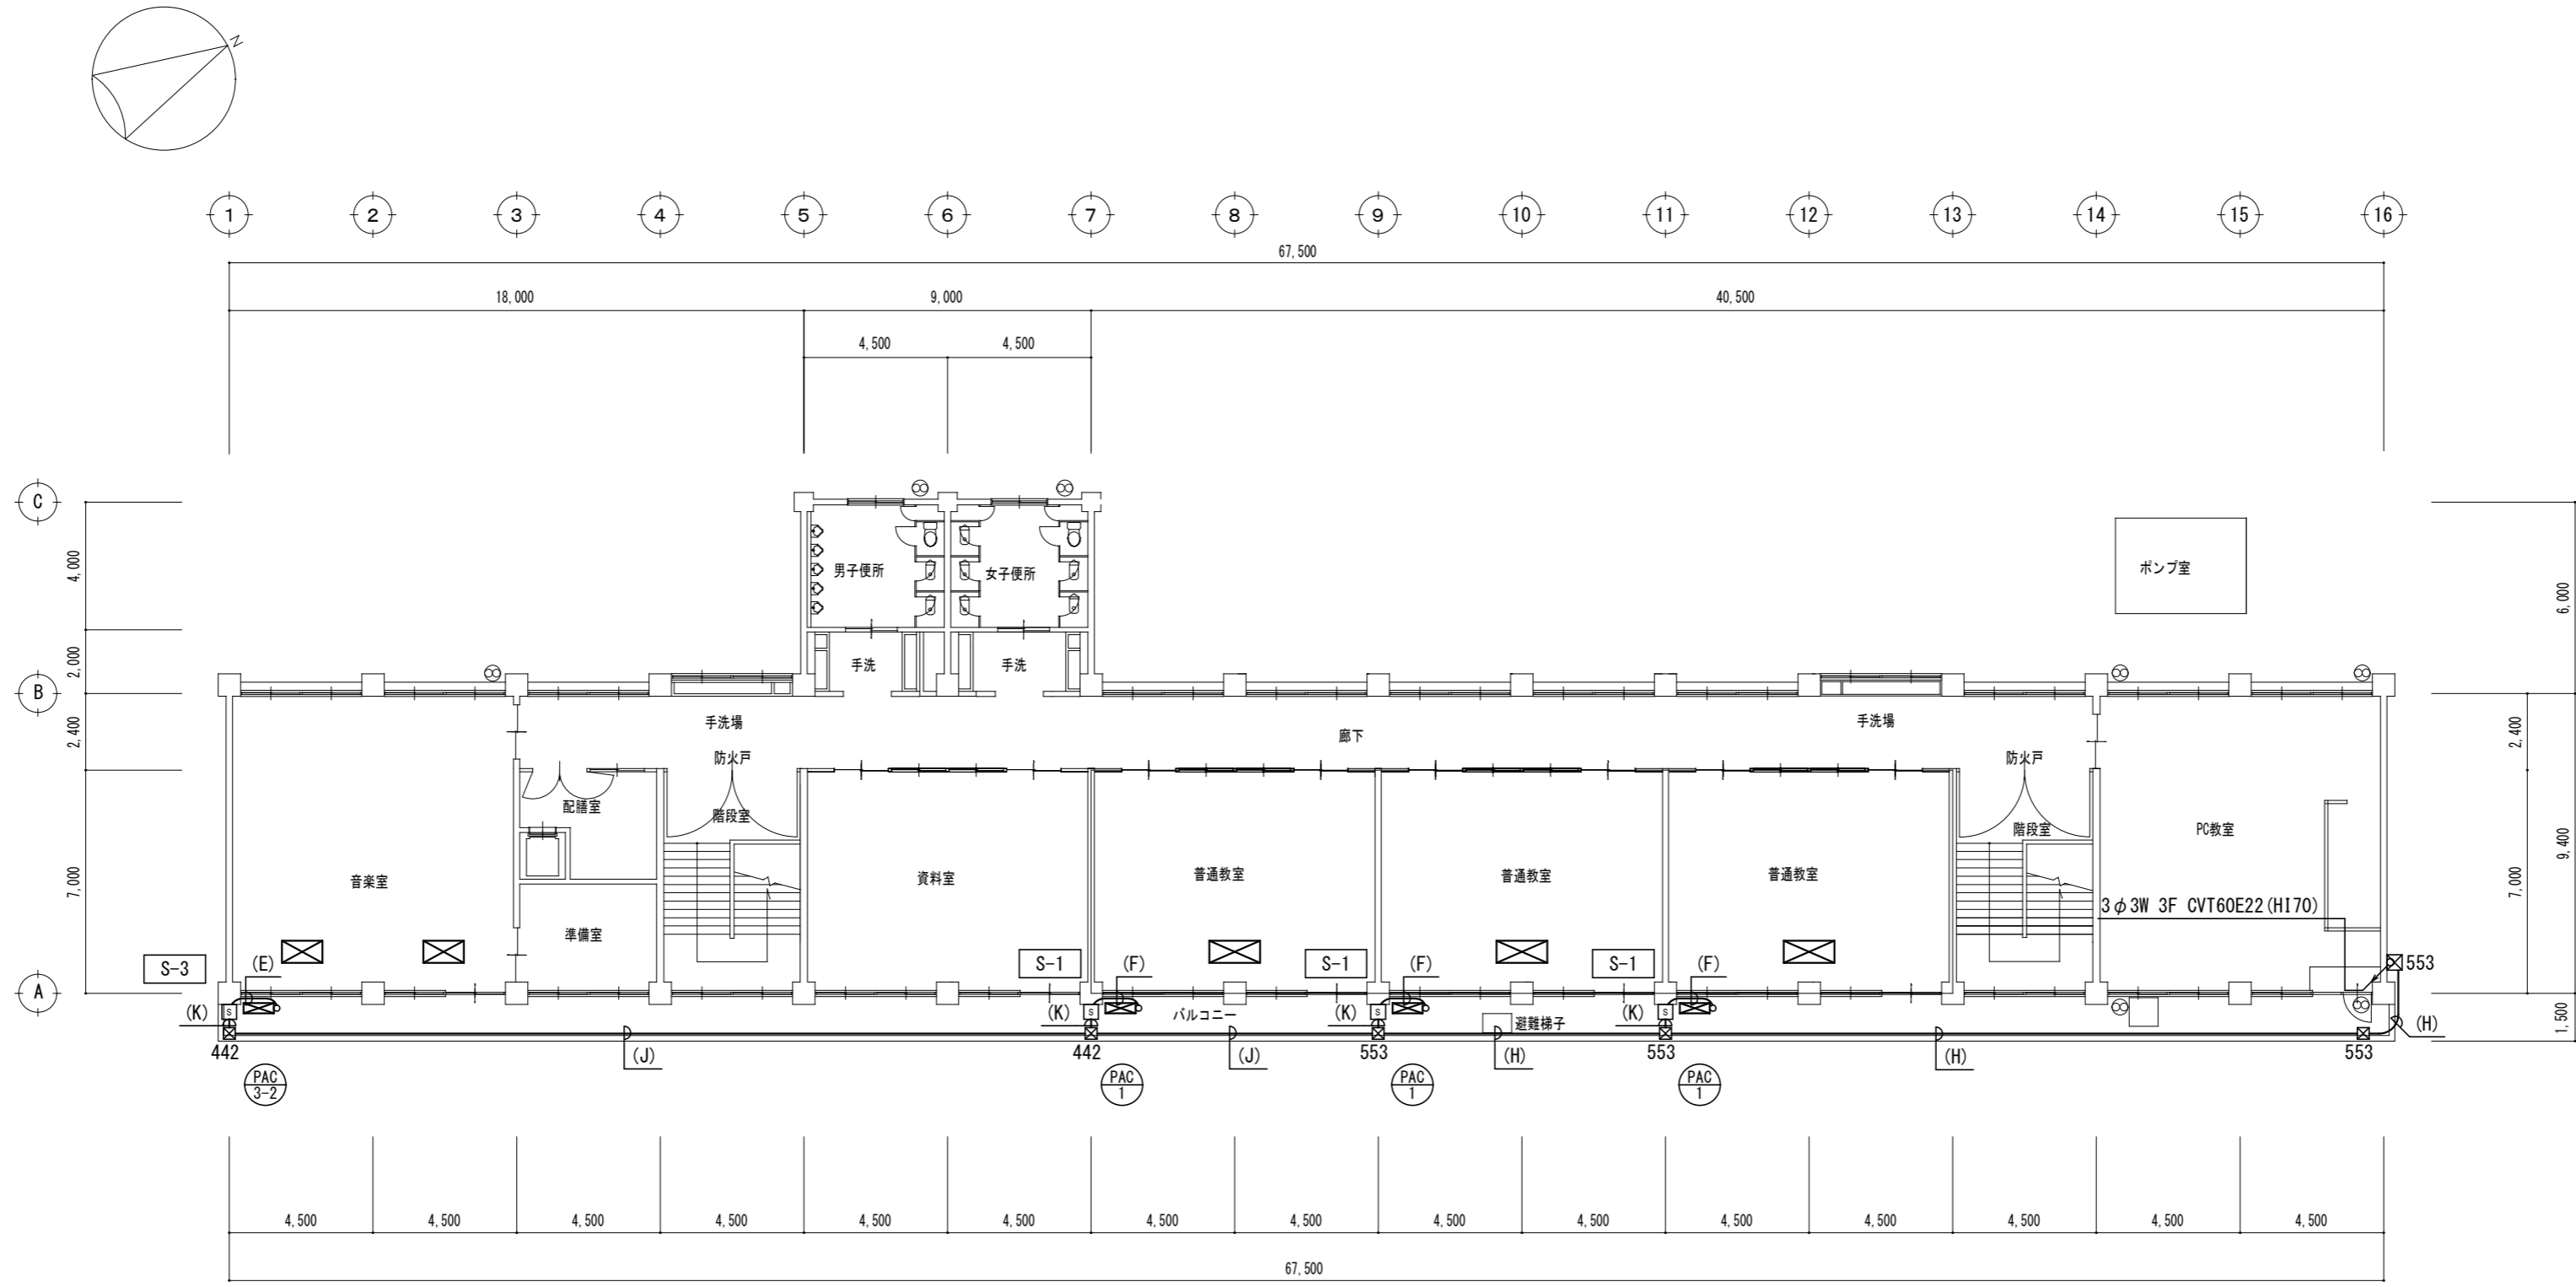 N
1 2 3 4 5 6 7 8 9 10 11 12 13 14 15 16
67,500
18,000 9,000 40,500
4,500 4,500
C
4,000
男子便所 女子便所
ポンプ室
6,000
2,000
手洗 手洗
B
2,400
手洗場 廊下 手洗場
2,400
防火戸 防火戸
配膳室 階段室 階段室 PC教室
9,400
音楽室 資料室 普通教室 普通教室 普通教室
7,000 7,000
3φ3W 3F CVT60E22(HI70)
準備室
S-3 S-1 S-1 S-1
553
(E) (F) (F) (F)
A
(K) S (K) S (K) S (K) S
バルコニー 避難梯子
(H)
1,500
442 (J) 442 (J) 553 (H) 553 (H) 553
PAC PAC PAC PAC
3-2 1 1 1
4,500 4,500 4,500 4,500 4,500 4,500 4,500 4,500 4,500 4,500 4,500 4,500 4,500 4,500 4,500
67,500